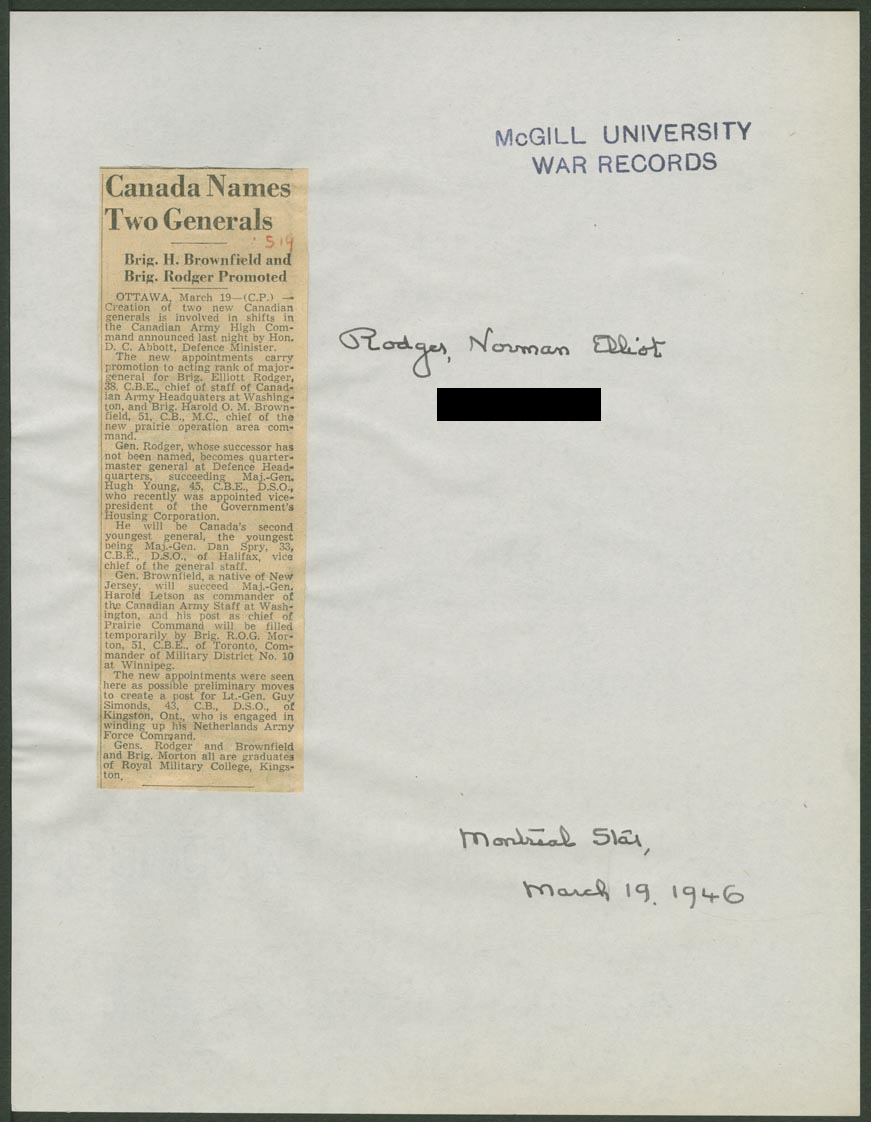 McGILL UNIVERSITY
WAR RECORDS
Canada Names
Two Generals
519
Brig. H. Brownfield and
Brig. Rodger Promoted
OTTAWA, March 19—(C.P.) —
Creation of two new Canadian
generals is involved in shifts in
the Canadian Army High Com-
mand announced last night by Hon.
D. C. Abbott, Defence Minister.
The new appointments carry
promotion to acting rank of major-
general for Brig. Elliott Rodger,
38, C.B.E., chief of staff of Canad-
ian Army Headquaters at Washing-
ton, and Brig. Harold O. M. Brown-
field, 51, C.B., M.C., chief of the
new prairie operation area com-
mand.
Gen. Rodger, whose successor has
not been named, becomes quarter-
master general at Defence Head-
quarters, succeeding Maj.-Gen.
Hugh Young, 45, C.B.E., D.S.O.,
who recently was appointed vice-
president of the Government's
Housing Corporation.
He will be Canada's second
youngest general, the youngest
being Maj.-Gen. Dan Spry, 33,
C.B.E., D.S.O., of Halifax, vice
chief of the general staff.
Gen. Brownfield, a native of New
Jersey, will succeed Maj.-Gen.
Harold Letson as commander of
the Canadian Army Staff at Wash-
ington, and his post as chief of
Prairie Command will be filled
temporarily by Brig. R.O.G. Mor-
ton, 51, C.B.E., of Toronto, Com-
mander of Military District No. 10
at Winnipeg.
The new appointments were seen
here as possible preliminary moves
to create a post for Lt.-Gen. Guy
Simonds, 43, C.B., D.S.O., of
Kingston, Ont., who is engaged in
winding up his Netherlands Army
Force Command.
Gens. Rodger and Brownfield
and Brig. Morton all are graduates
of Royal Military College, Kings-
ton.
Rodger, Norman Elliot
Montreal Star,
March 19. 1946